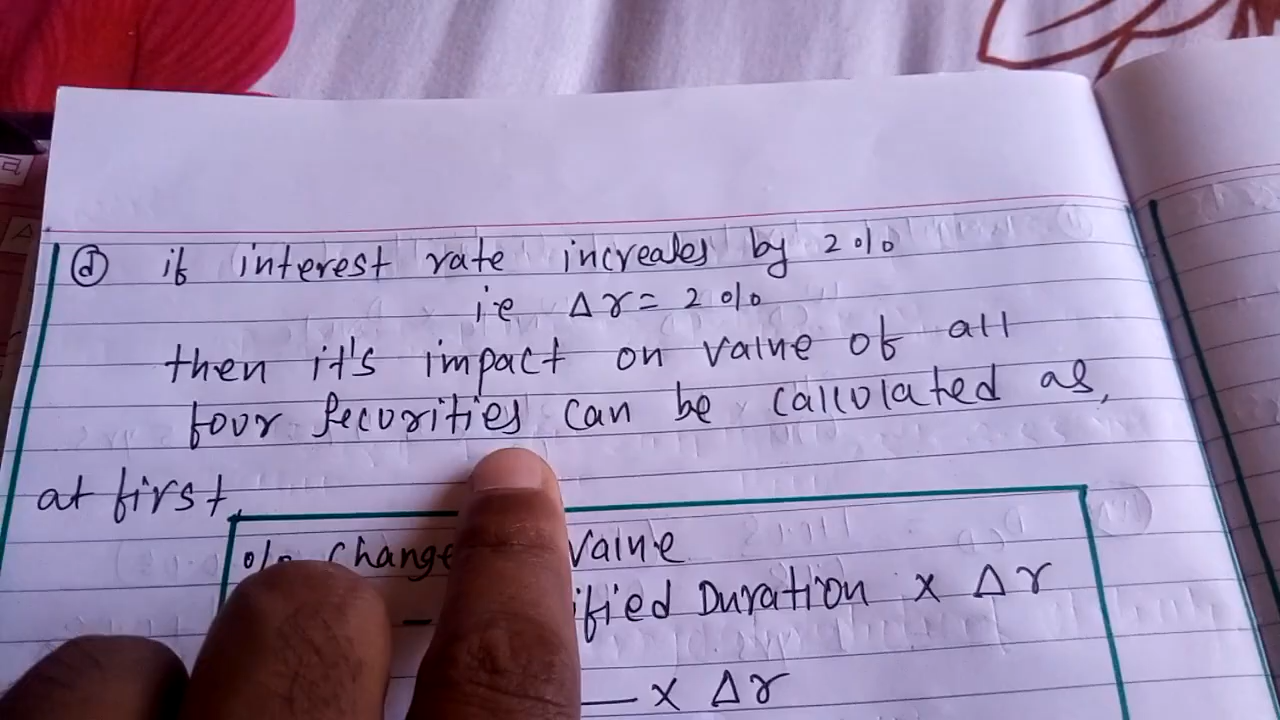 d if interest rate increases by 2%
i.e Δr = 2%
then it's impact on value of all
four securities can be calculated as,
at first,
% change value
Duration × Δr
× Δr